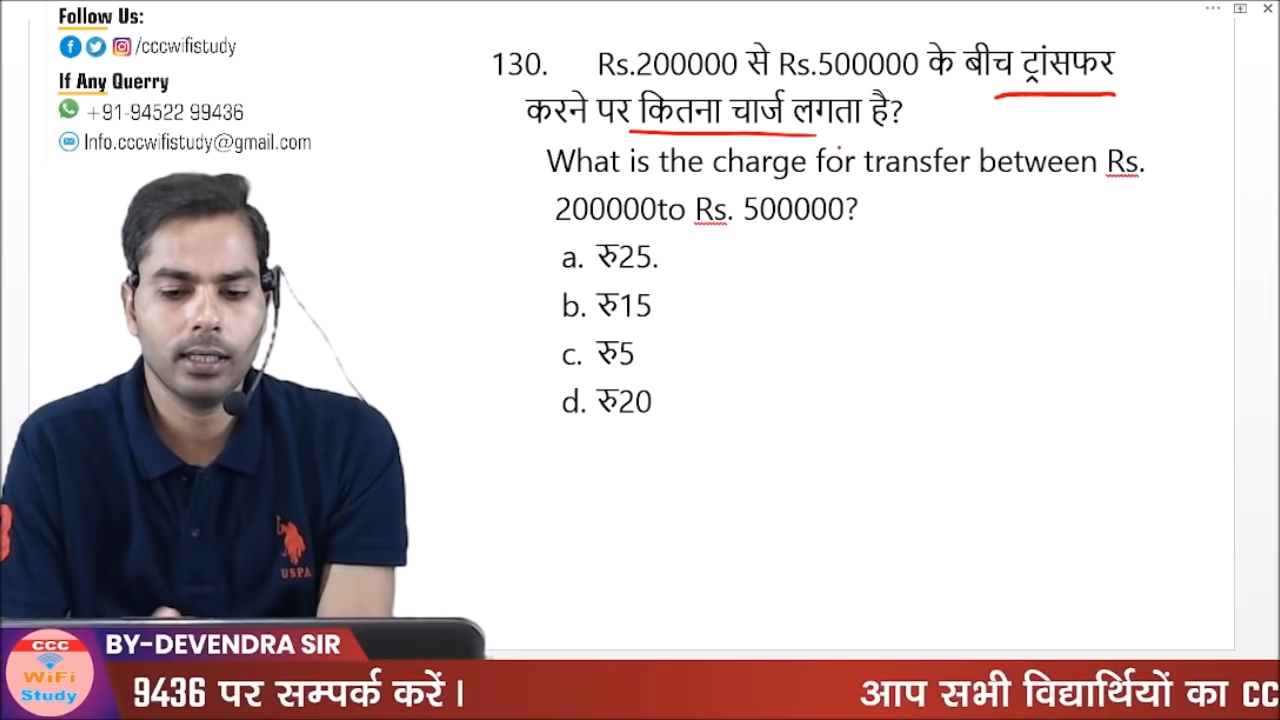 Follow Us:
/cccwifistudy
If Any Querry
+91-94522 99436
Info.cccwifistudy@gmail.com
130. Rs.200000 से Rs.500000 के बीच ट्रांसफर
करने पर कितना चार्ज लगता है?
What is the charge for transfer between Rs.
200000to Rs. 500000?
a. रु25.
b. रु15
c. रु5
d. रु20
USPA
CCC
WiFi
Study
BY-DEVENDRA SIR
9436 पर सम्पर्क करें।
आप सभी विद्यार्थियों का CC